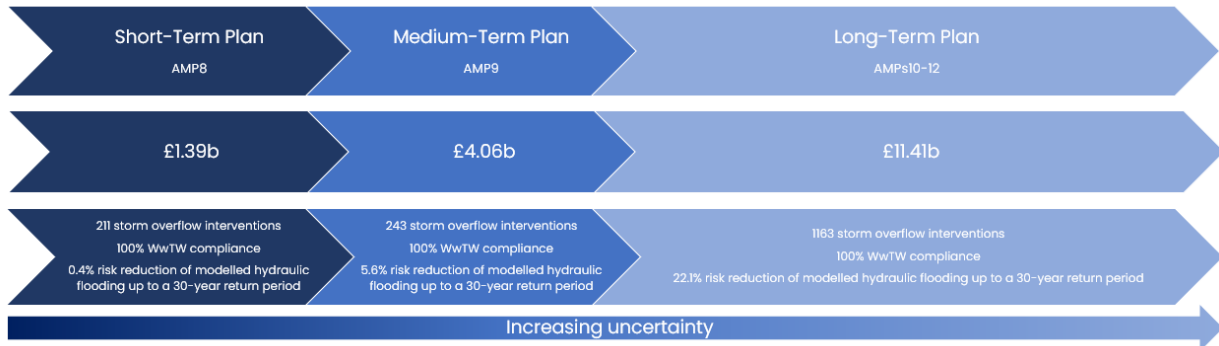 Short-Term Plan
AMP8
Medium-Term Plan
AMP9
Long-Term Plan
AMPs10-12
£1.39b
£4.06b
£11.41b
211 storm overflow interventions
100% WwTW compliance
0.4% risk reduction of modelled hydraulic
flooding up to a 30-year return period
243 storm overflow interventions
100% WwTW compliance
5.6% risk reduction of modelled hydraulic
flooding up to a 30-year return period
1163 storm overflow interventions
100% WwTW compliance
22.1% risk reduction of modelled hydraulic flooding up to a 30-year return period
Increasing uncertainty